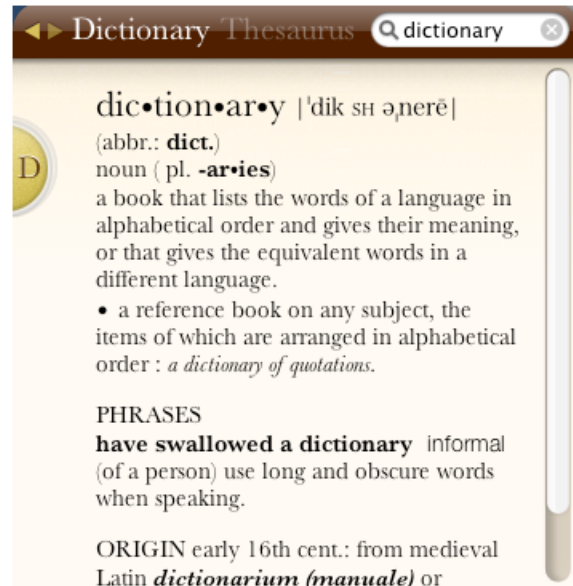 Dictionary Thesaurus dictionary
dic•tion•ar•y |ˈdik SH əˌnerē|
(abbr.: dict.)
D
noun ( pl. -ar•ies)
a book that lists the words of a language in
alphabetical order and gives their meaning,
or that gives the equivalent words in a
different language.
• a reference book on any subject, the
items of which are arranged in alphabetical
order : a dictionary of quotations.
PHRASES
have swallowed a dictionary informal
(of a person) use long and obscure words
when speaking.
ORIGIN early 16th cent.: from medieval
Latin dictionarium (manuale) or